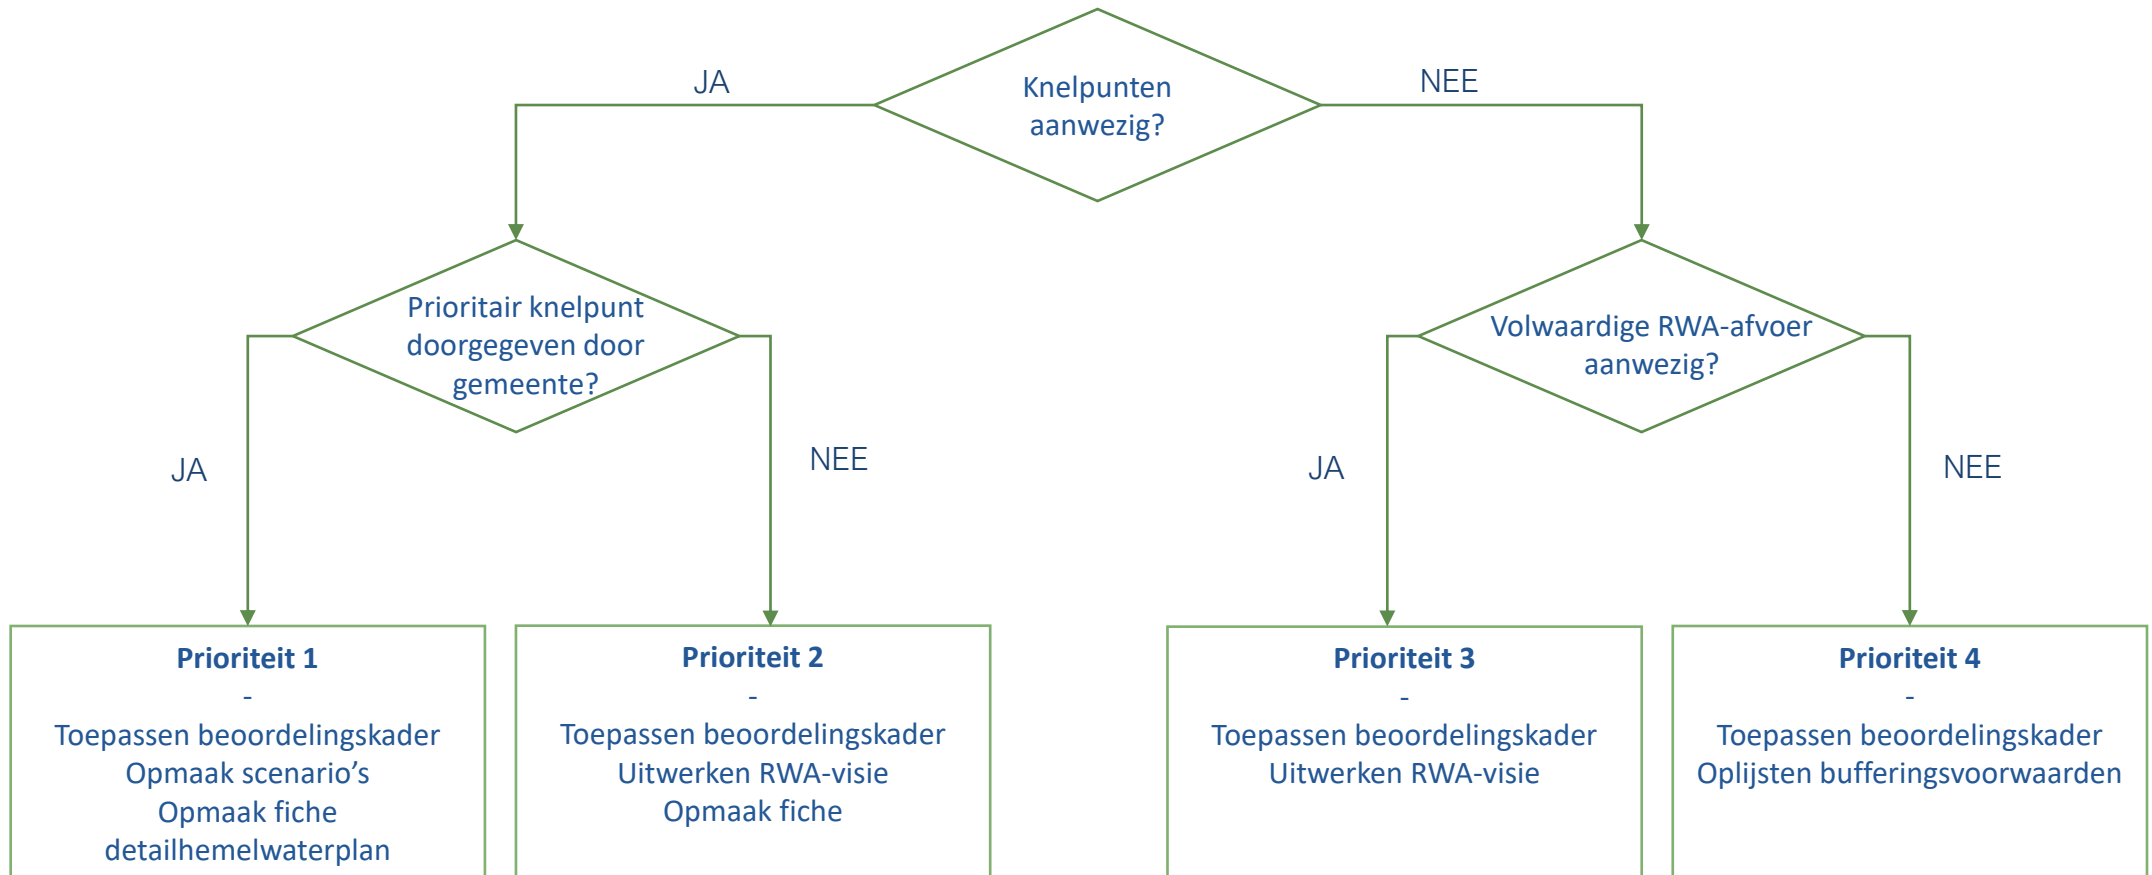 JA
Knelpunten
aanwezig?
NEE
Prioritair knelpunt
doorgegeven door
gemeente?
Volwaardige RWA-afvoer
aanwezig?
JA
NEE
JA
NEE
Prioriteit 1
-
Toepassen beoordelingskader
Opmaak scenario’s
Opmaak fiche
detailhemelwaterplan
Prioriteit 2
-
Toepassen beoordelingskader
Uitwerken RWA-visie
Opmaak fiche
Prioriteit 3
-
Toepassen beoordelingskader
Uitwerken RWA-visie
Prioriteit 4
-
Toepassen beoordelingskader
Oplijsten bufferingsvoorwaarden